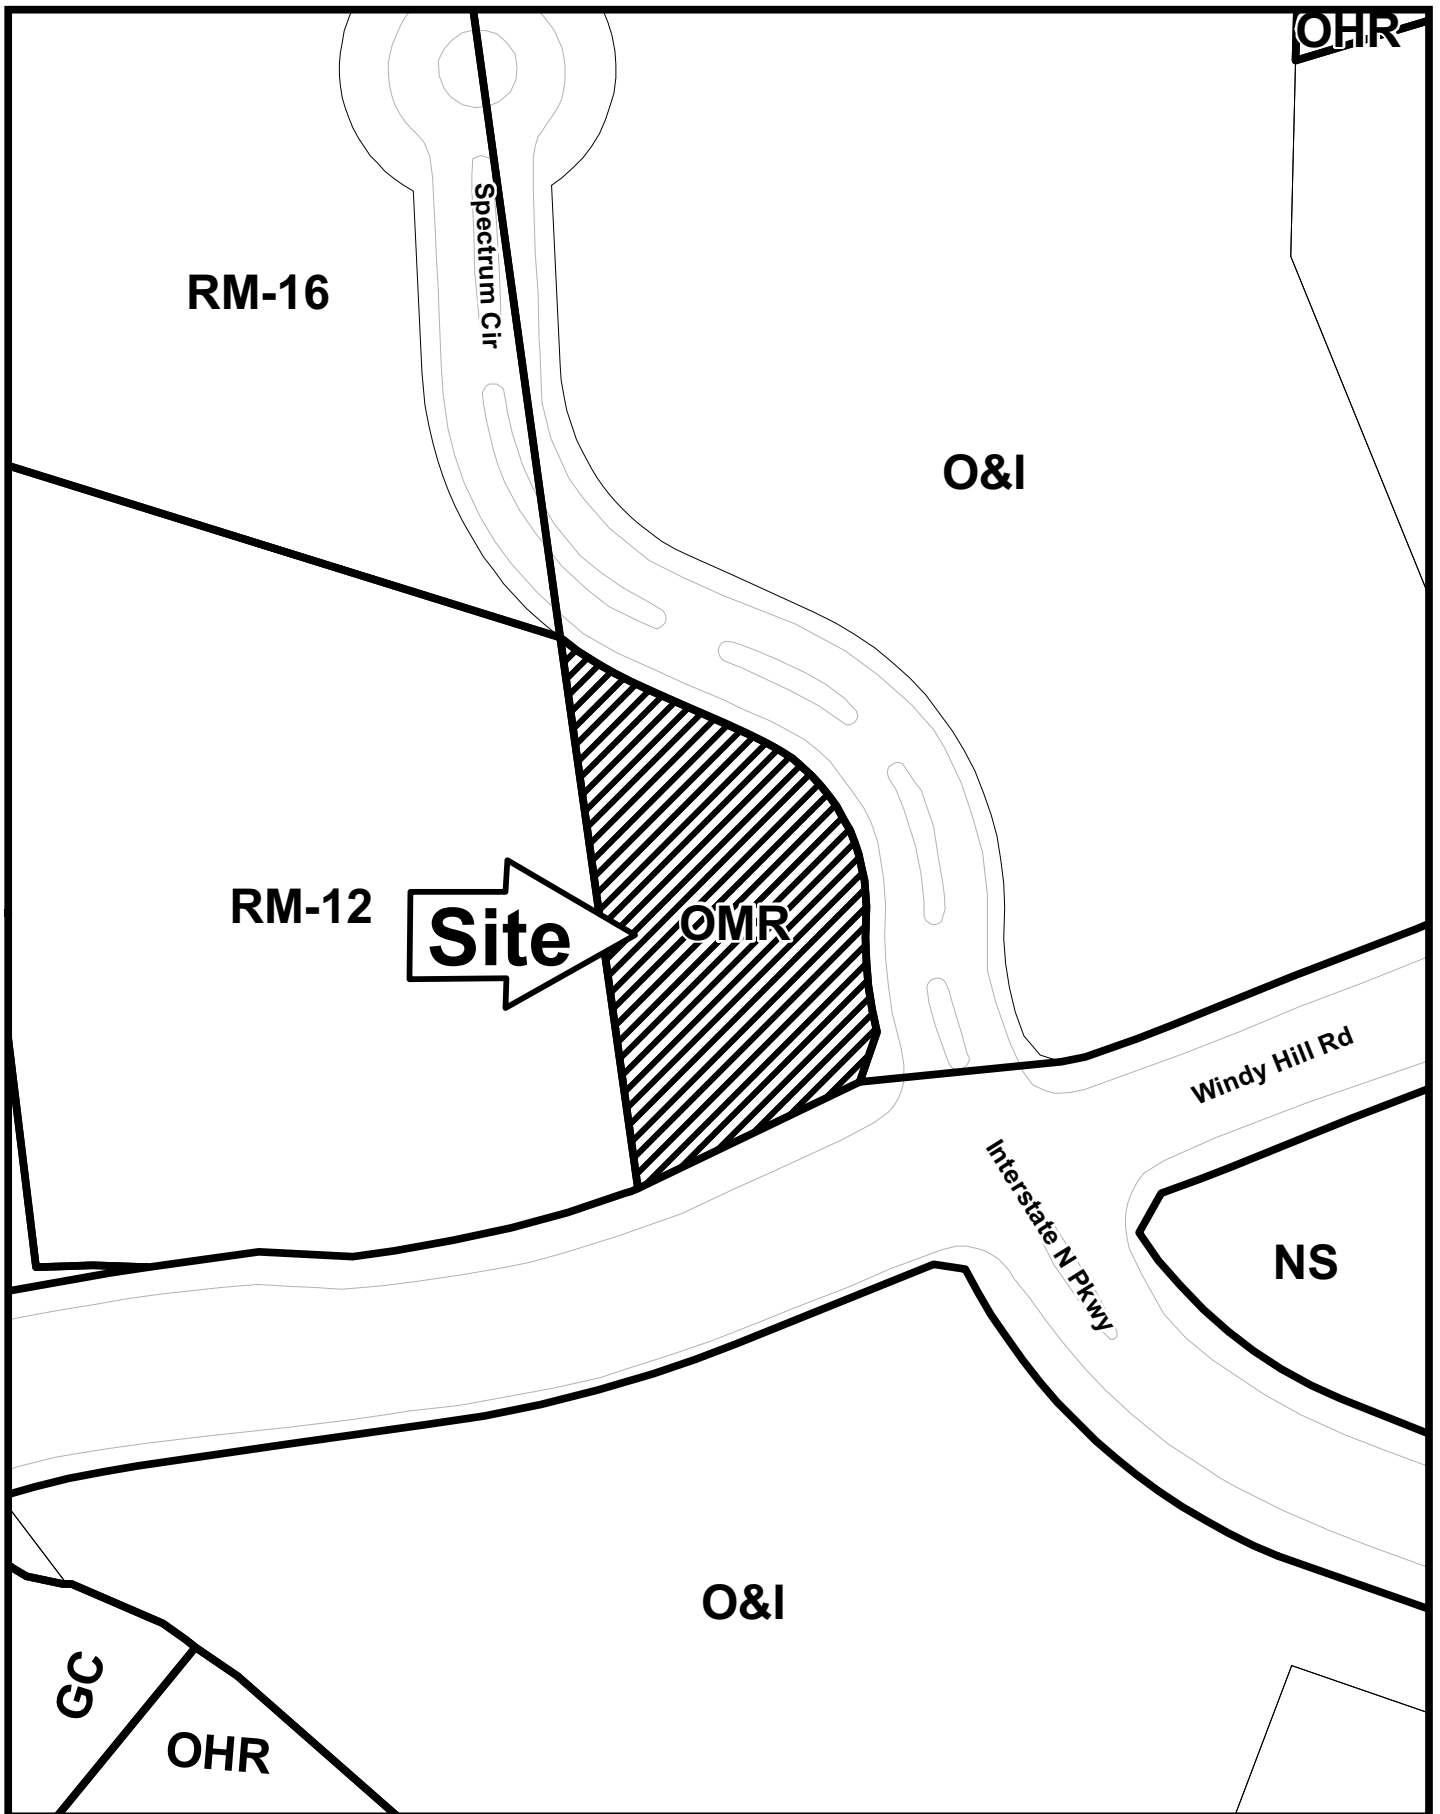 OHR
Spectrum Cir
RM-16
O&I
RM-12
Site
OMR
Windy Hill Rd
Interstate N Pkwy
NS
O&I
GC
OHR